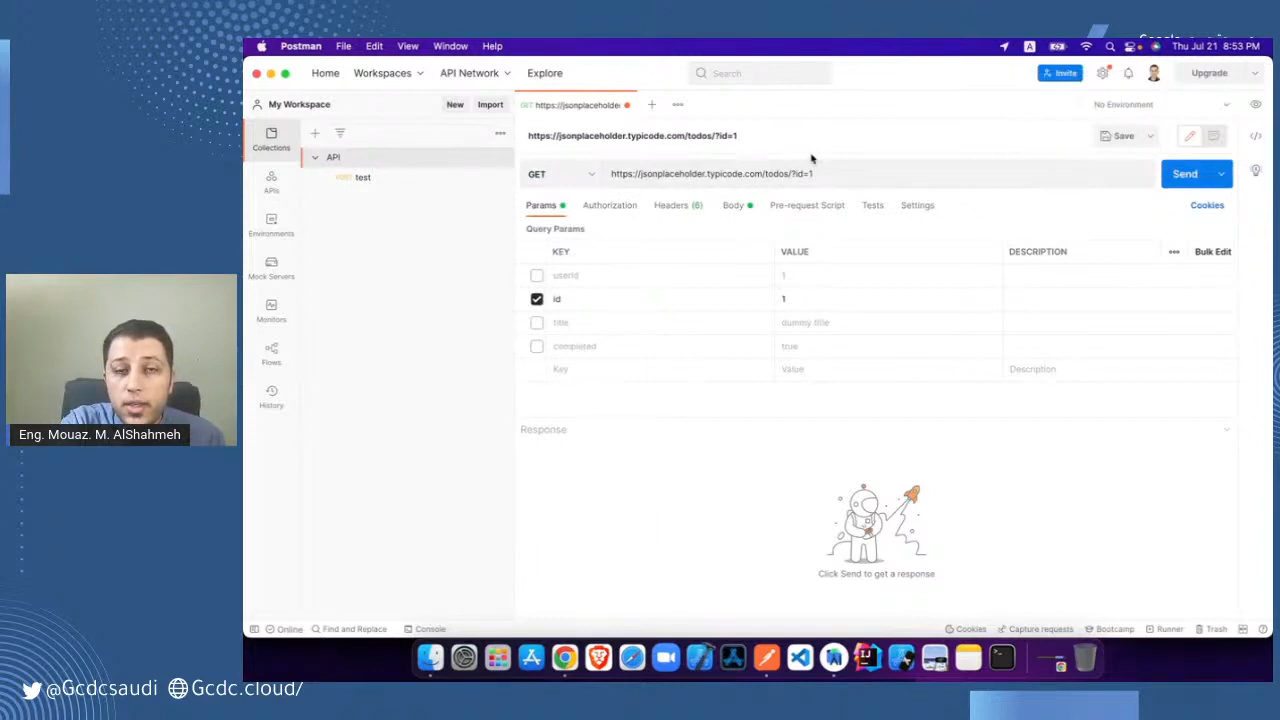 Postman File Edit View Window Help
A
Thu Jul 21 8:53 PM
Home Workspaces API Network Explore
Search
Invite
Upgrade
My Workspace
New Import
GET https://jsonplaceholder
No Environment
Collections
API
test
https://jsonplaceholder.typicode.com/todos/?id=1
Save
GET
https://jsonplaceholder.typicode.com/todos/?id=1
Send
APIs
Params Authorization Headers (6) Body Pre-request Script Tests Settings
Cookies
Environments
Query Params
KEY VALUE DESCRIPTION
Bulk Edit
Mock Servers
userId 1
id 1
Monitors
title dummy title
completed true
Flows
Key Value Description
History
Response
Eng. Mouaz. M. AlShahmeh
Click Send to get a response
Online Find and Replace Console
Cookies Capture requests Bootcamp Runner Trash
@Gcdcsaudi Gcdc.cloud/